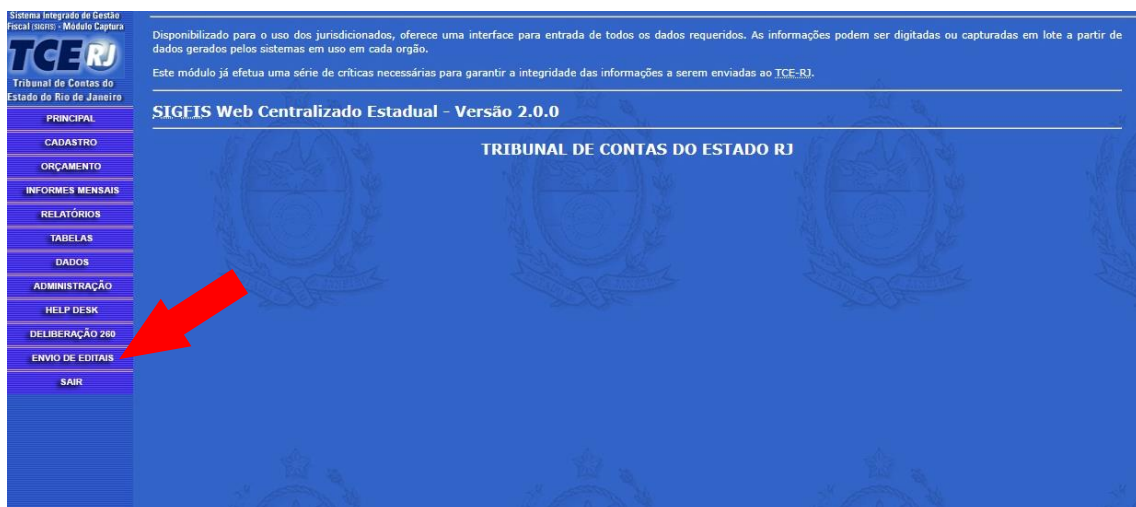 Sistema Integrado de Gestão
Fiscal (SIGFIS) - Módulo Captura
TCERJ
Tribunal de Contas do
Estado do Rio de Janeiro
PRINCIPAL
CADASTRO
ORÇAMENTO
INFORMES MENSAIS
RELATÓRIOS
TABELAS
DADOS
ADMINISTRAÇÃO
HELP DESK
DELIBERAÇÃO 260
ENVIO DE EDITAIS
SAIR
Disponibilizado para o uso dos jurisdicionados, oferece uma interface para entrada de todos os dados requeridos. As informações podem ser digitadas ou capturadas em lote a partir de
dados gerados pelos sistemas em uso em cada orgão.
Este módulo já efetua uma série de críticas necessárias para garantir a integridade das informações a serem enviadas ao TCE-RJ.
SIGFIS Web Centralizado Estadual - Versão 2.0.0
TRIBUNAL DE CONTAS DO ESTADO RJ